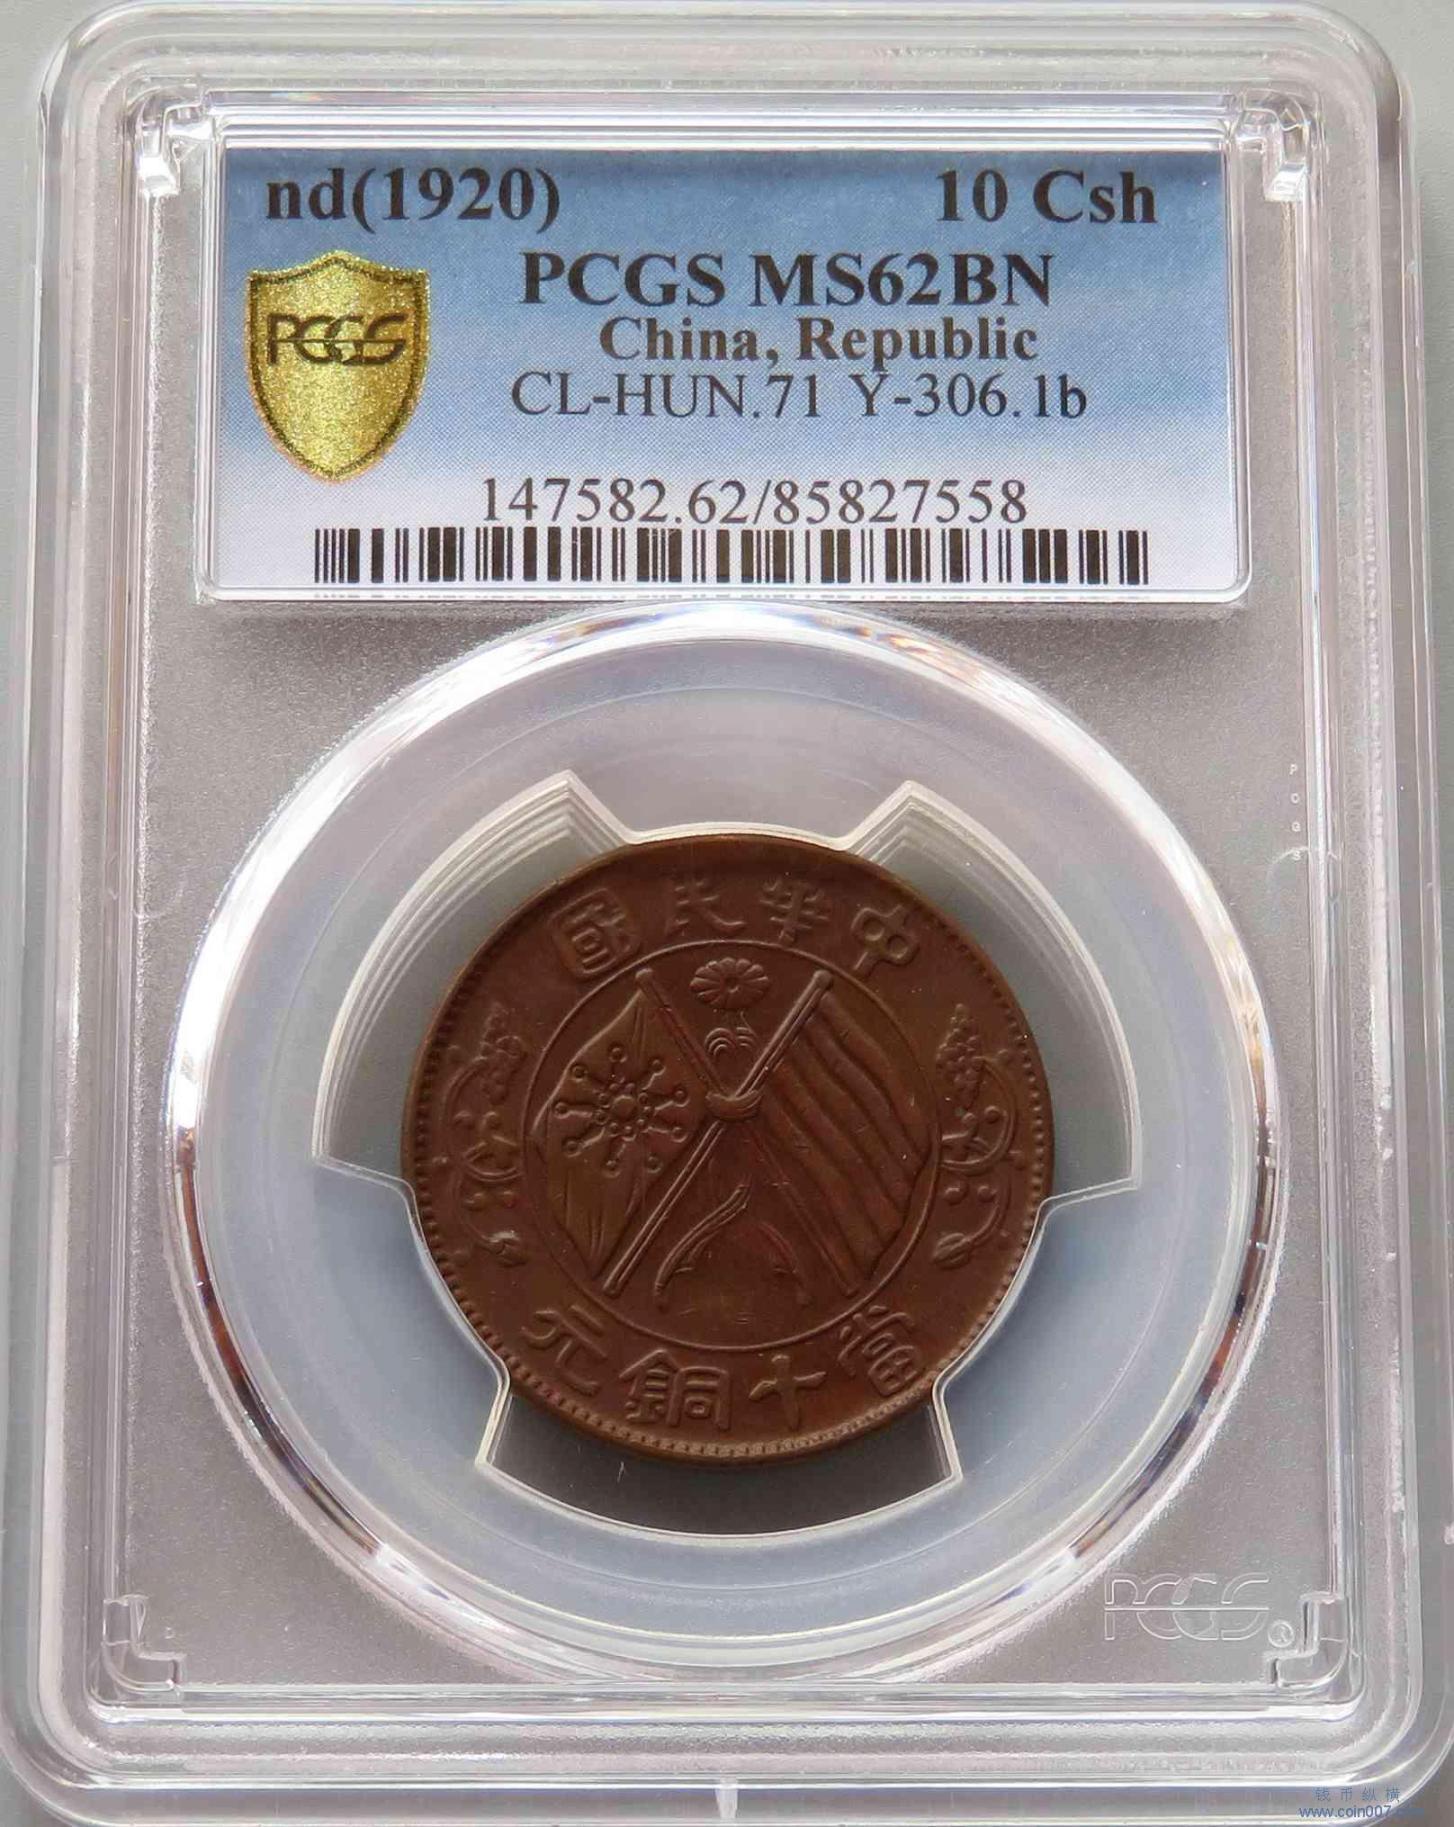 nd(1920) 10 Csh
PCGS MS62BN
China, Republic
CL-HUN.71 Y-306.1b
PCGS
147582.62/85827558
國民華中
元銅十當
PCGS
钱币纵横
www.coin007.com